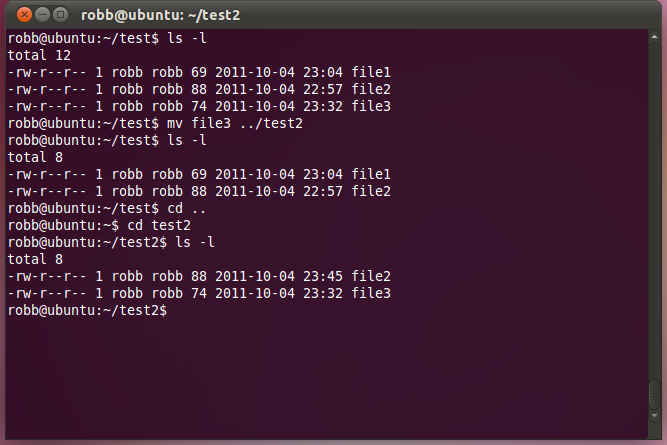 robb@ubuntu: ~/test2
robb@ubuntu:~/test$ ls -l
total 12
-rw-r--r-- 1 robb robb 69 2011-10-04 23:04 file1
-rw-r--r-- 1 robb robb 88 2011-10-04 22:57 file2
-rw-r--r-- 1 robb robb 74 2011-10-04 23:32 file3
robb@ubuntu:~/test$ mv file3 ../test2
robb@ubuntu:~/test$ ls -l
total 8
-rw-r--r-- 1 robb robb 69 2011-10-04 23:04 file1
-rw-r--r-- 1 robb robb 88 2011-10-04 22:57 file2
robb@ubuntu:~/test$ cd ..
robb@ubuntu:~$ cd test2
robb@ubuntu:~/test2$ ls -l
total 8
-rw-r--r-- 1 robb robb 88 2011-10-04 23:45 file2
-rw-r--r-- 1 robb robb 74 2011-10-04 23:32 file3
robb@ubuntu:~/test2$